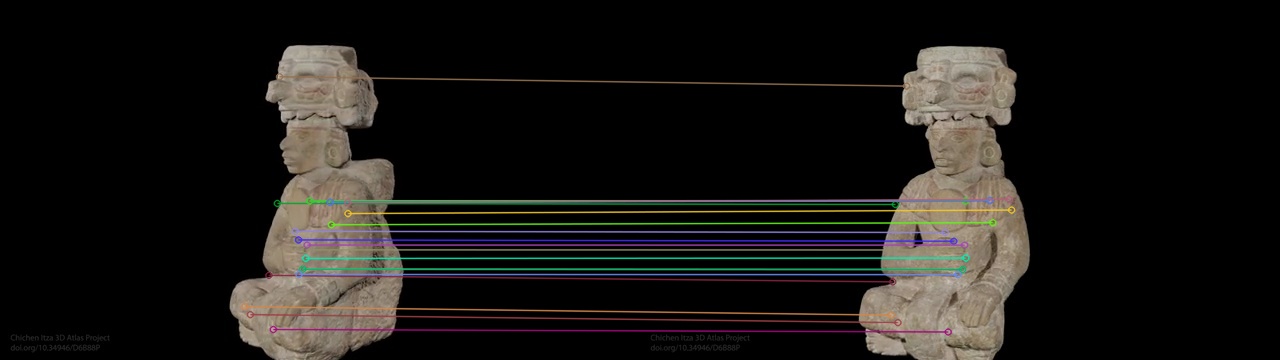 Chichen Itza 3D Atlas Project
doi.org/10.34946/D6B88P
Chichen Itza 3D Atlas Project
doi.org/10.34946/D6B88P